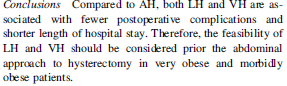 Conclusions Compared to AH, both LH and VH are as-
sociated with fewer postoperative complications and
shorter length of hospital stay. Therefore, the feasibility of
LH and VH should be considered prior the abdominal
approach to hysterectomy in very obese and morbidly
obese patients.